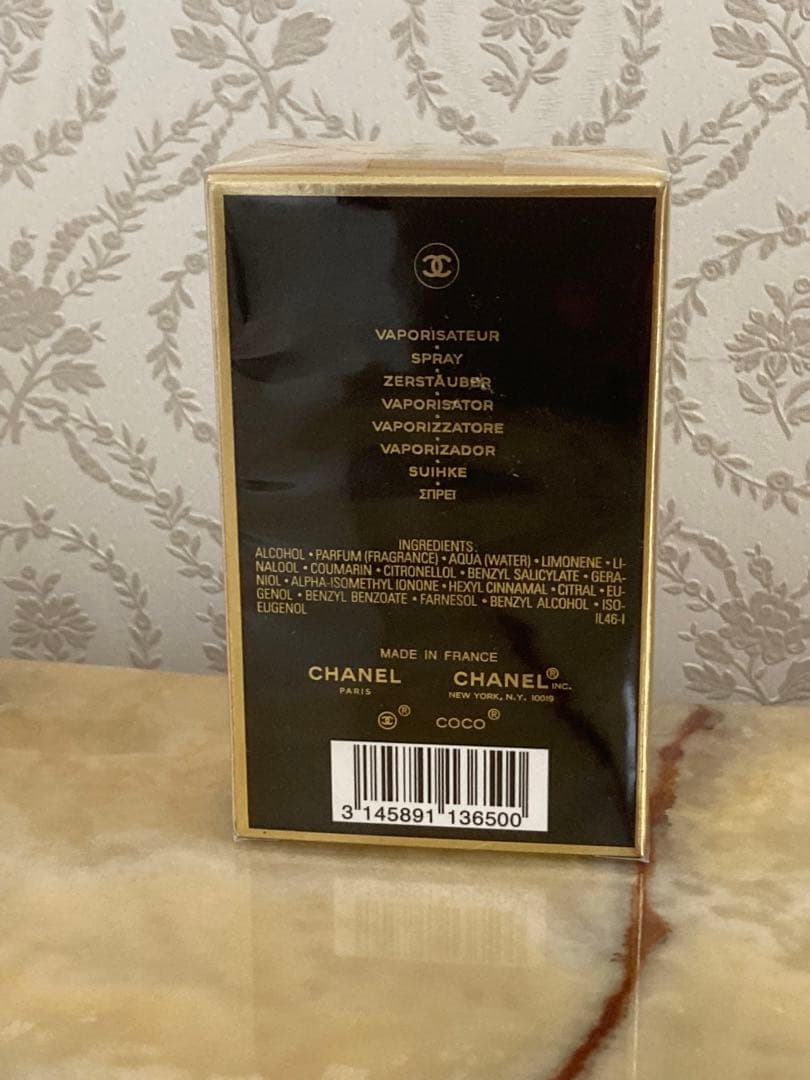 VAPORISATEUR
SPRAY
ZERSTÄUBER
VAPORISATOR
VAPORIZZATORE
VAPORIZADOR
SUIHKE
ΣΠΡΕΪ
INGREDIENTS:
ALCOHOL • PARFUM (FRAGRANCE) • AQUA (WATER) • LIMONENE • LI-
NALOOL • COUMARIN • CITRONELLOL • BENZYL SALICYLATE • GERA-
NIOL • ALPHA-ISOMETHYL IONONE • HEXYL CINNAMAL • CITRAL • EU-
GENOL • BENZYL BENZOATE • FARNESOL • BENZYL ALCOHOL • ISO-
EUGENOL IL46-I
MADE IN FRANCE
CHANEL CHANEL® INC.
PARIS NEW YORK, N.Y. 10019
® COCO®
3 145891 136500